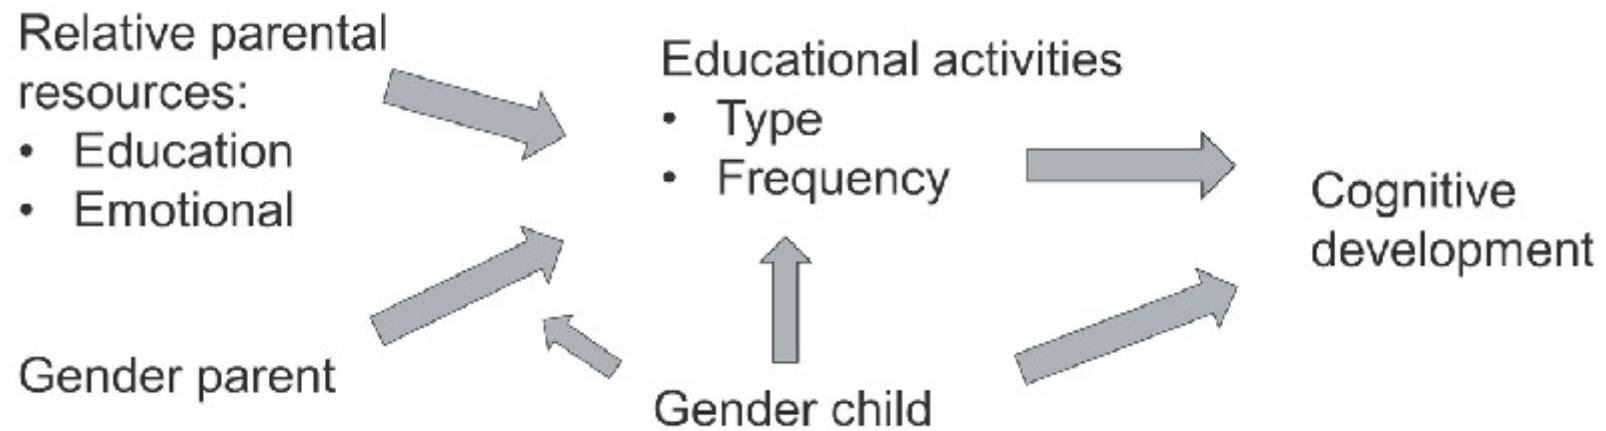 Relative parental
resources:
• Education
• Emotional
Gender parent
Educational activities
• Type
• Frequency
Gender child
Cognitive
development